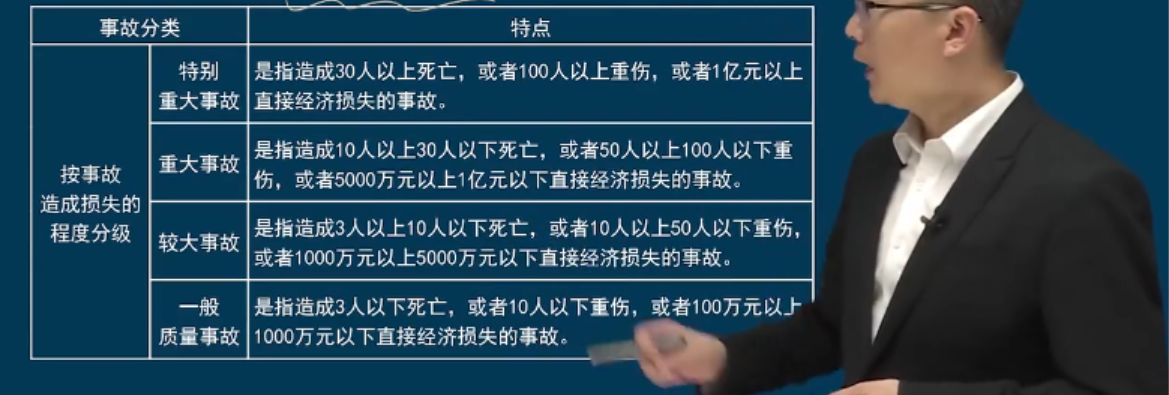 事故分类
特点
按事故
造成损失的
程度分级
特别
重大事故
是指造成30人以上死亡，或者100人以上重伤，或者1亿元以上
直接经济损失的事故。
重大事故
是指造成10人以上30人以下死亡，或者50人以上100人以下重
伤，或者5000万元以上1亿元以下直接经济损失的事故。
较大事故
是指造成3人以上10人以下死亡，或者10人以上50人以下重伤，
或者1000万元以上5000万元以下直接经济损失的事故。
一般
质量事故
是指造成3人以下死亡，或者10人以下重伤，或者100万元以上
1000万元以下直接经济损失的事故。